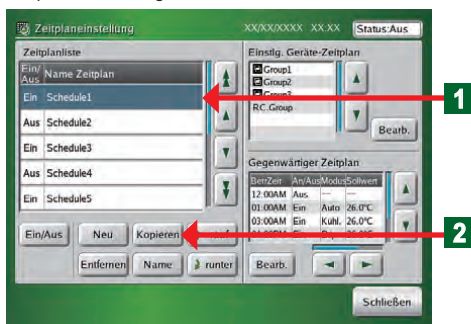 Zeitplaneinstellung XX/XX/XXXX XX:XX Status:Aus
Zeitplanliste
Ein/Aus Name Zeitplan
Ein Schedule1
Aus Schedule2
Ein Schedule3
Aus Schedule4
Ein Schedule5
Ein/Aus Neu Kopieren
Entfernen Name runter
Einstlg. Geräte-Zeitplan
Group1
Group2
Group3
RC.Group
Bearb.
Gegenwärtiger Zeitplan
BetrZeit An/Aus Modus Sollwert
12:00AM Aus --- ---
01:00AM Ein Auto 26.0°C
03:00AM Ein Kuhl. 26.0°C
Bearb.
Schließen
1
2